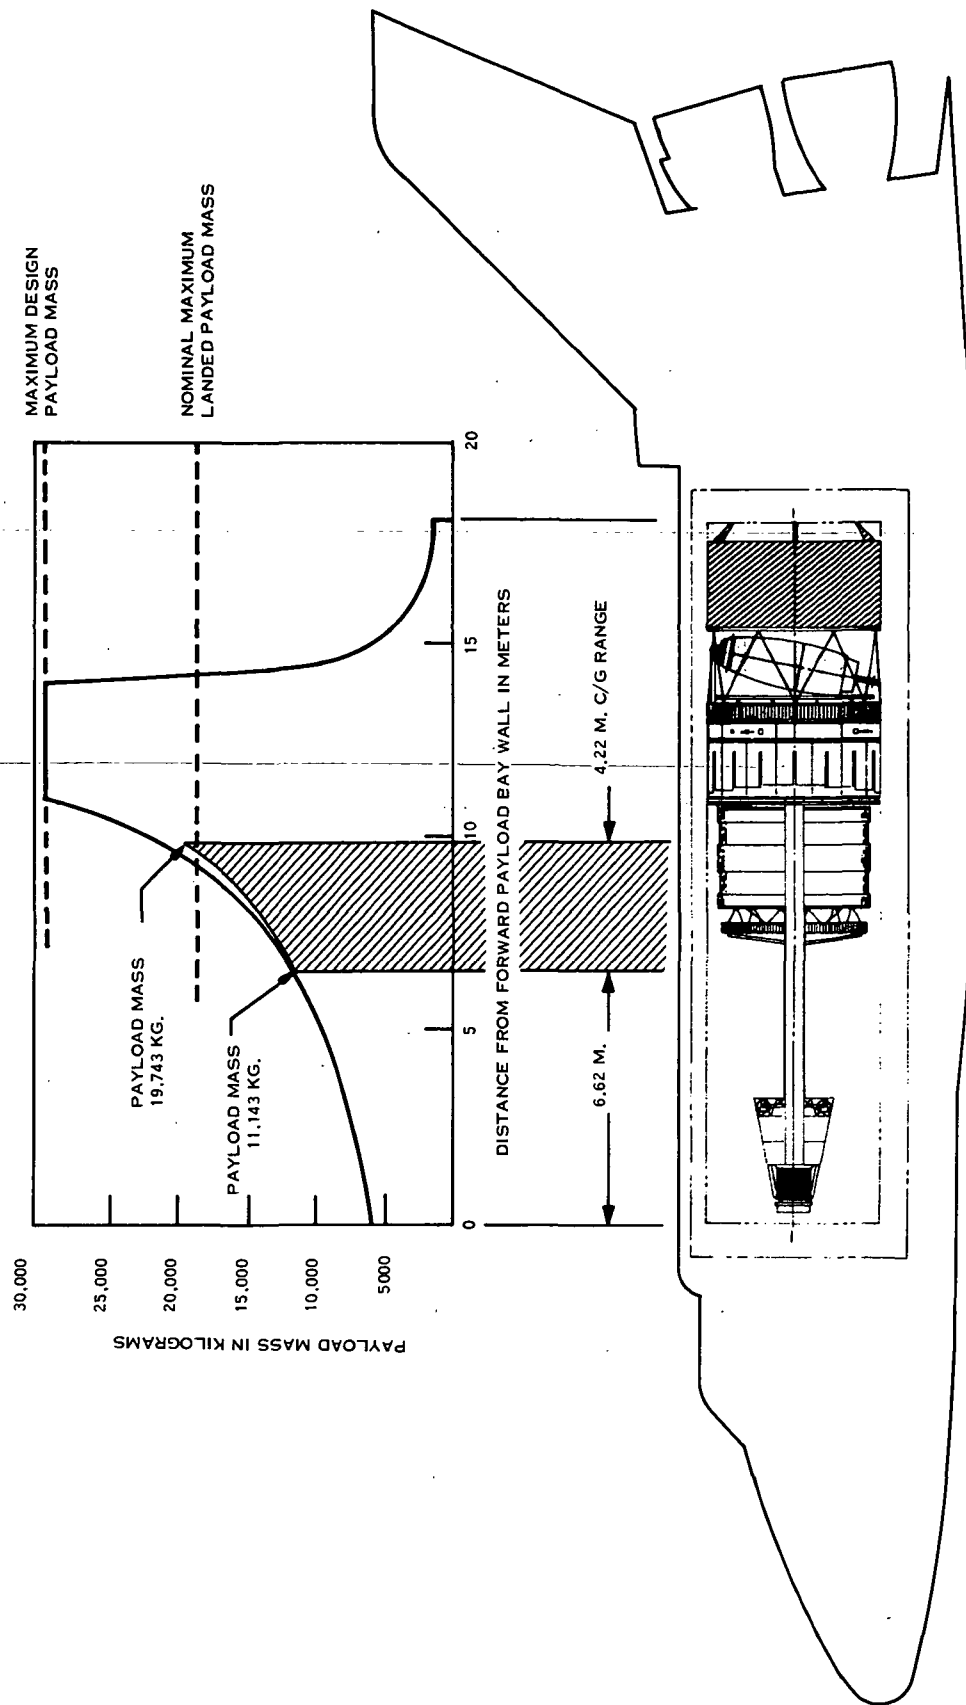 MAXIMUM DESIGN
PAYLOAD MASS
NOMINAL MAXIMUM
LANDED PAYLOAD MASS
PAYLOAD MASS
19,743 KG.
PAYLOAD MASS
11,143 KG.
PAYLOAD MASS IN KILOGRAMS
30,000
25,000
20,000
15,000
10,000
5000
0
5
10
15
20
DISTANCE FROM FORWARD PAYLOAD BAY WALL IN METERS
6.62 M.
4.22 M. C/G RANGE